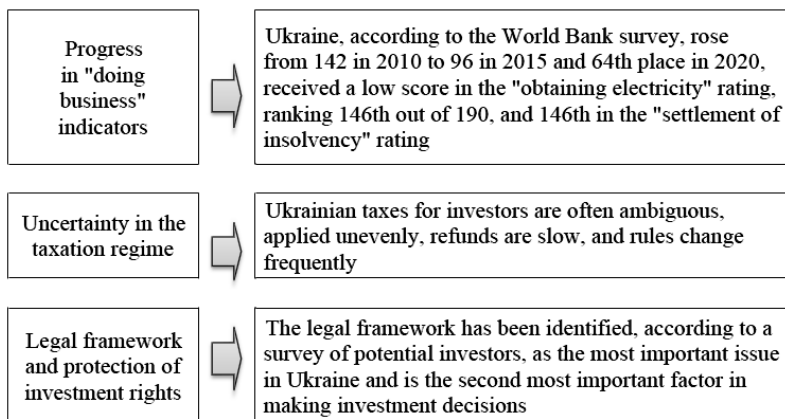 Progress
in "doing
business"
indicators
Ukraine, according to the World Bank survey, rose
from 142 in 2010 to 96 in 2015 and 64th place in 2020,
received a low score in the "obtaining electricity" rating,
ranking 146th out of 190, and 146th in the "settlement of
insolvency" rating
Uncertainty in the
taxation regime
Ukrainian taxes for investors are often ambiguous,
applied unevenly, refunds are slow, and rules change
frequently
Legal framework
and protection of
investment rights
The legal framework has been identified, according to a
survey of potential investors, as the most important issue
in Ukraine and is the second most important factor in
making investment decisions